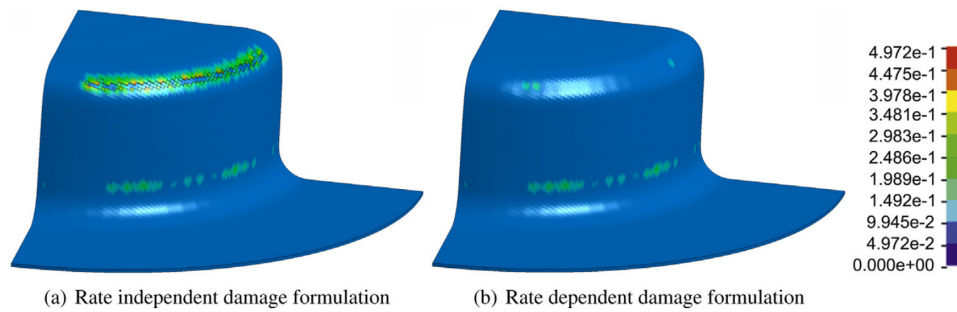 4.972e-1
4.475e-1
3.978e-1
3.481e-1
2.983e-1
2.486e-1
1.989e-1
1.492e-1
9.945e-2
4.972e-2
0.000e+00
(a) Rate independent damage formulation
(b) Rate dependent damage formulation